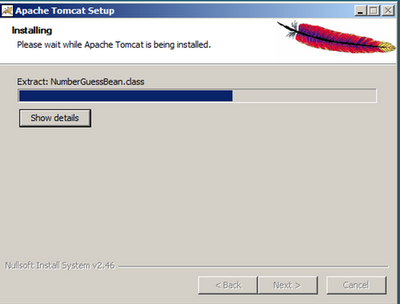 Apache Tomcat Setup
Installing
Please wait while Apache Tomcat is being installed.
Extract: NumberGuessBean.class
Show details
Nullsoft Install System v2.46
< Back
Next >
Cancel